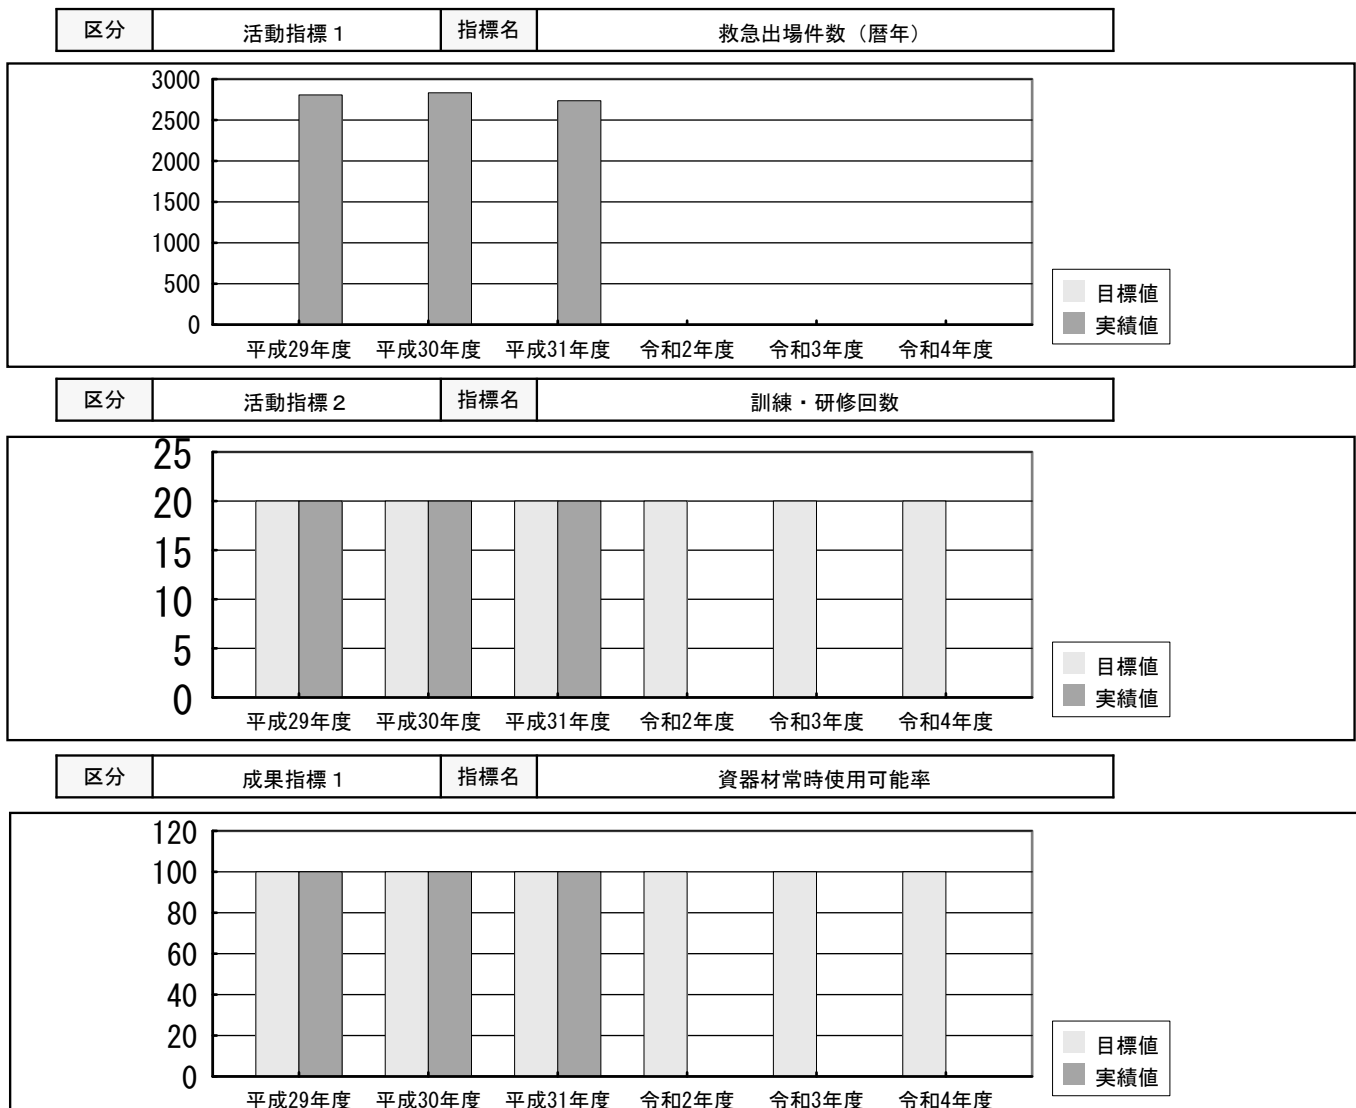 区分 活動指標1 指標名 救急出場件数（暦年）
3000
2500
2000
1500
1000
500
0
平成29年度 平成30年度 平成31年度 令和2年度 令和3年度 令和4年度
目標値
実績値
区分 活動指標2 指標名 訓練・研修回数
25
20
15
10
5
0
平成29年度 平成30年度 平成31年度 令和2年度 令和3年度 令和4年度
目標値
実績値
区分 成果指標1 指標名 資器材常時使用可能率
120
100
80
60
40
20
0
平成29年度 平成30年度 平成31年度 令和2年度 令和3年度 令和4年度
目標値
実績値